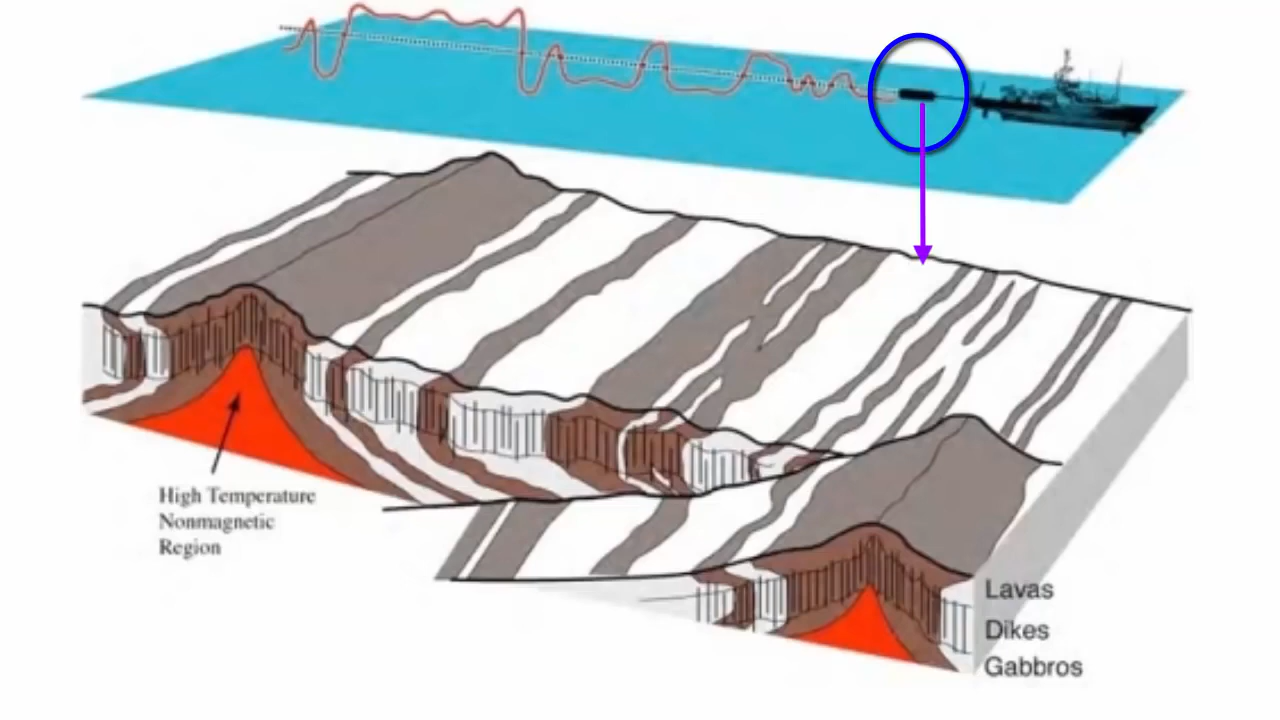 High Temperature
Nonmagnetic
Region
Lavas
Dikes
Gabbros